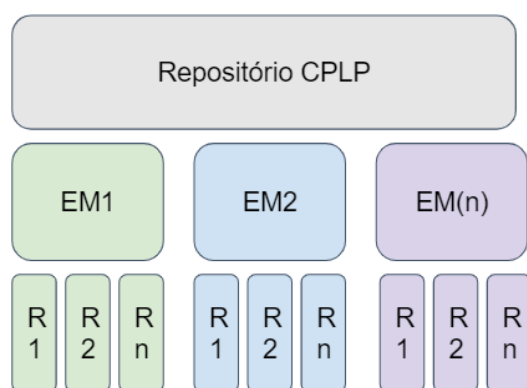 Repositório CPLP
EM1 EM2 EM(n)
R R R R R R R R R
1 2 n 1 2 n 1 2 n